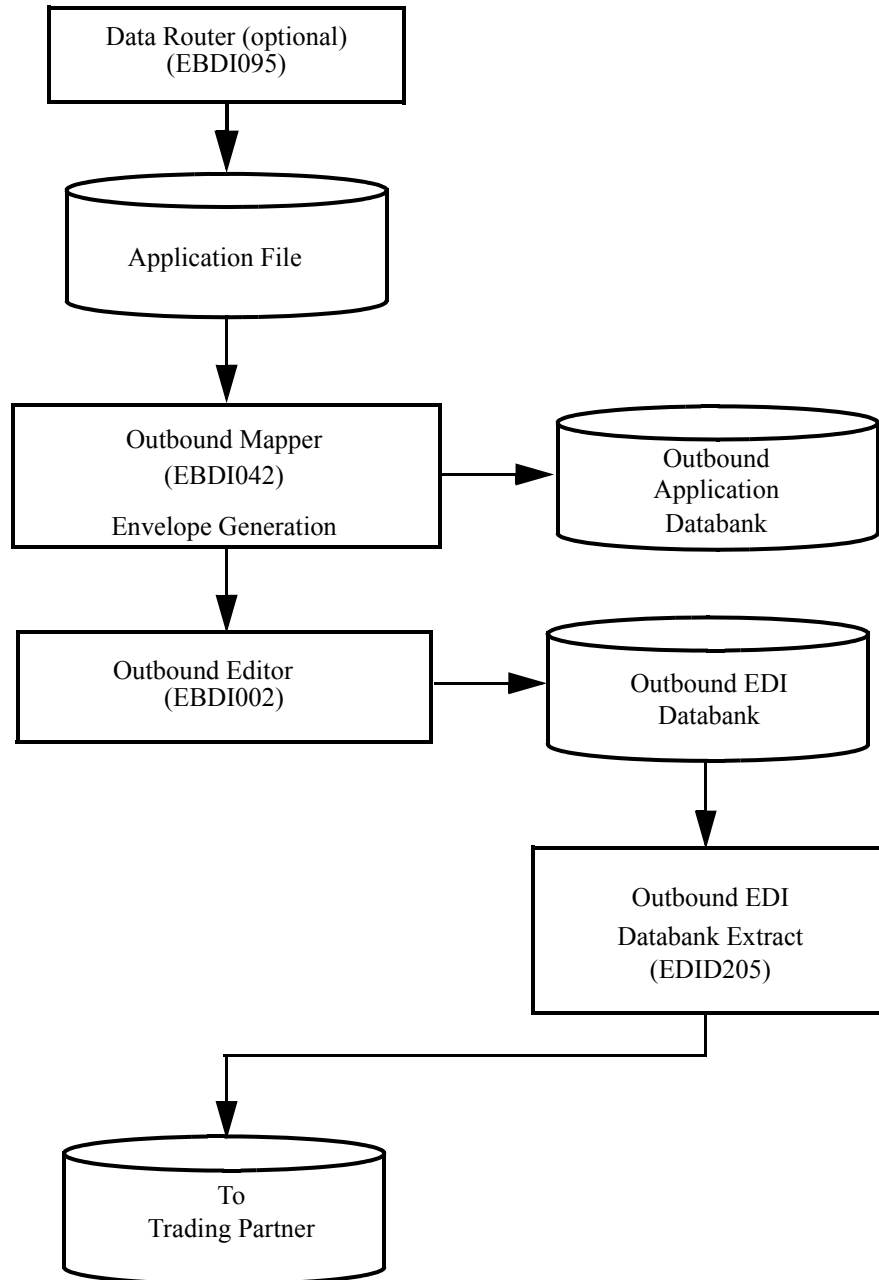 Data Router (optional)
(EBDI095)
Application File
Outbound Mapper
(EBDI042)
Envelope Generation
Outbound
Application
Databank
Outbound Editor
(EBDI002)
Outbound EDI
Databank
Outbound EDI
Databank Extract
(EDID205)
To
Trading Partner